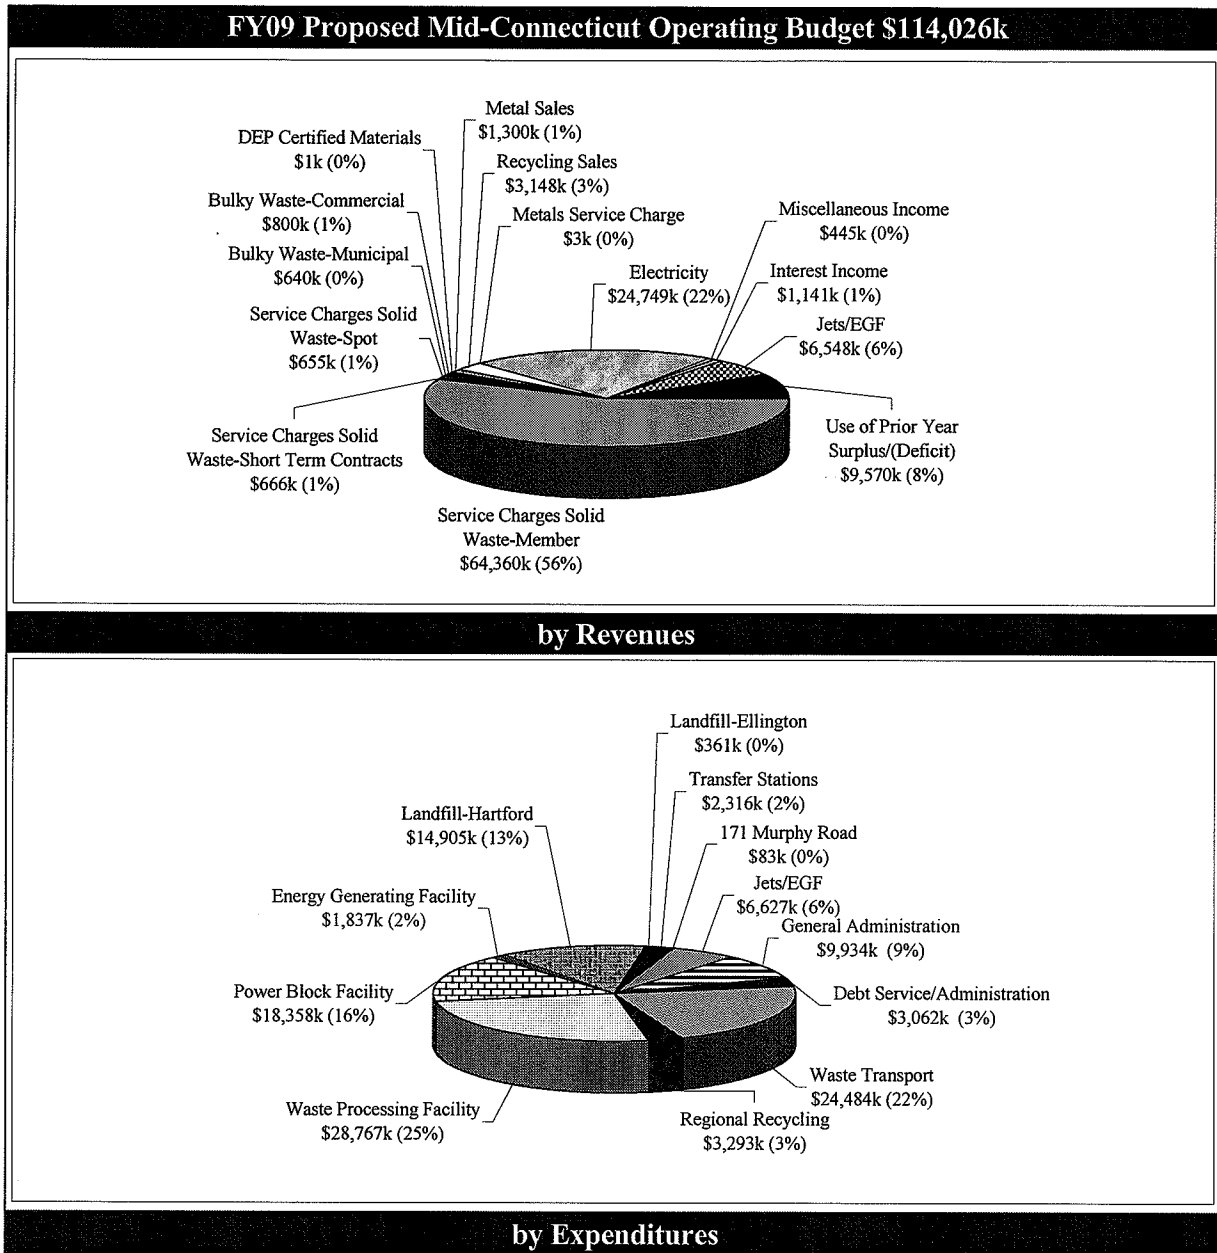 FY09 Proposed Mid-Connecticut Operating Budget $114,026k
Metal Sales
$1,300k (1%)
DEP Certified Materials
$1k (0%)
Recycling Sales
$3,148k (3%)
Bulky Waste-Commercial
$800k (1%)
Metals Service Charge
$3k (0%)
Miscellaneous Income
$445k (0%)
Bulky Waste-Municipal
$640k (0%)
Electricity
$24,749k (22%)
Interest Income
$1,141k (1%)
Service Charges Solid
Waste-Spot
$655k (1%)
Jets/EGF
$6,548k (6%)
Service Charges Solid
Waste-Short Term Contracts
$666k (1%)
Use of Prior Year
Surplus/(Deficit)
$9,570k (8%)
Service Charges Solid
Waste-Member
$64,360k (56%)
by Revenues
Landfill-Ellington
$361k (0%)
Transfer Stations
$2,316k (2%)
Landfill-Hartford
$14,905k (13%)
171 Murphy Road
$83k (0%)
Jets/EGF
$6,627k (6%)
Energy Generating Facility
$1,837k (2%)
General Administration
$9,934k (9%)
Power Block Facility
$18,358k (16%)
Debt Service/Administration
$3,062k (3%)
Waste Transport
$24,484k (22%)
Waste Processing Facility
$28,767k (25%)
Regional Recycling
$3,293k (3%)
by Expenditures